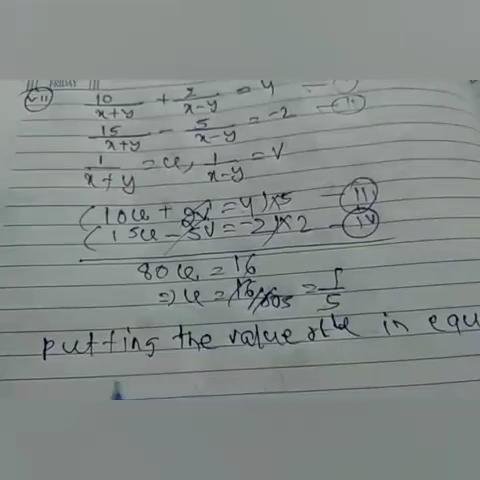 FRIDAY
(vii) 10/(x+y) + 2/(x-y) = 4
15/(x+y) - 5/(x-y) = -2
1/(x+y) = u, 1/(x-y) = v
(10u + 2v = 4)×5 — (III)
(15u - 5v = -2)×2 — (IV)
80u = 16
⇒ u = 16/80 5 = 1/5
putting the value of u in equ